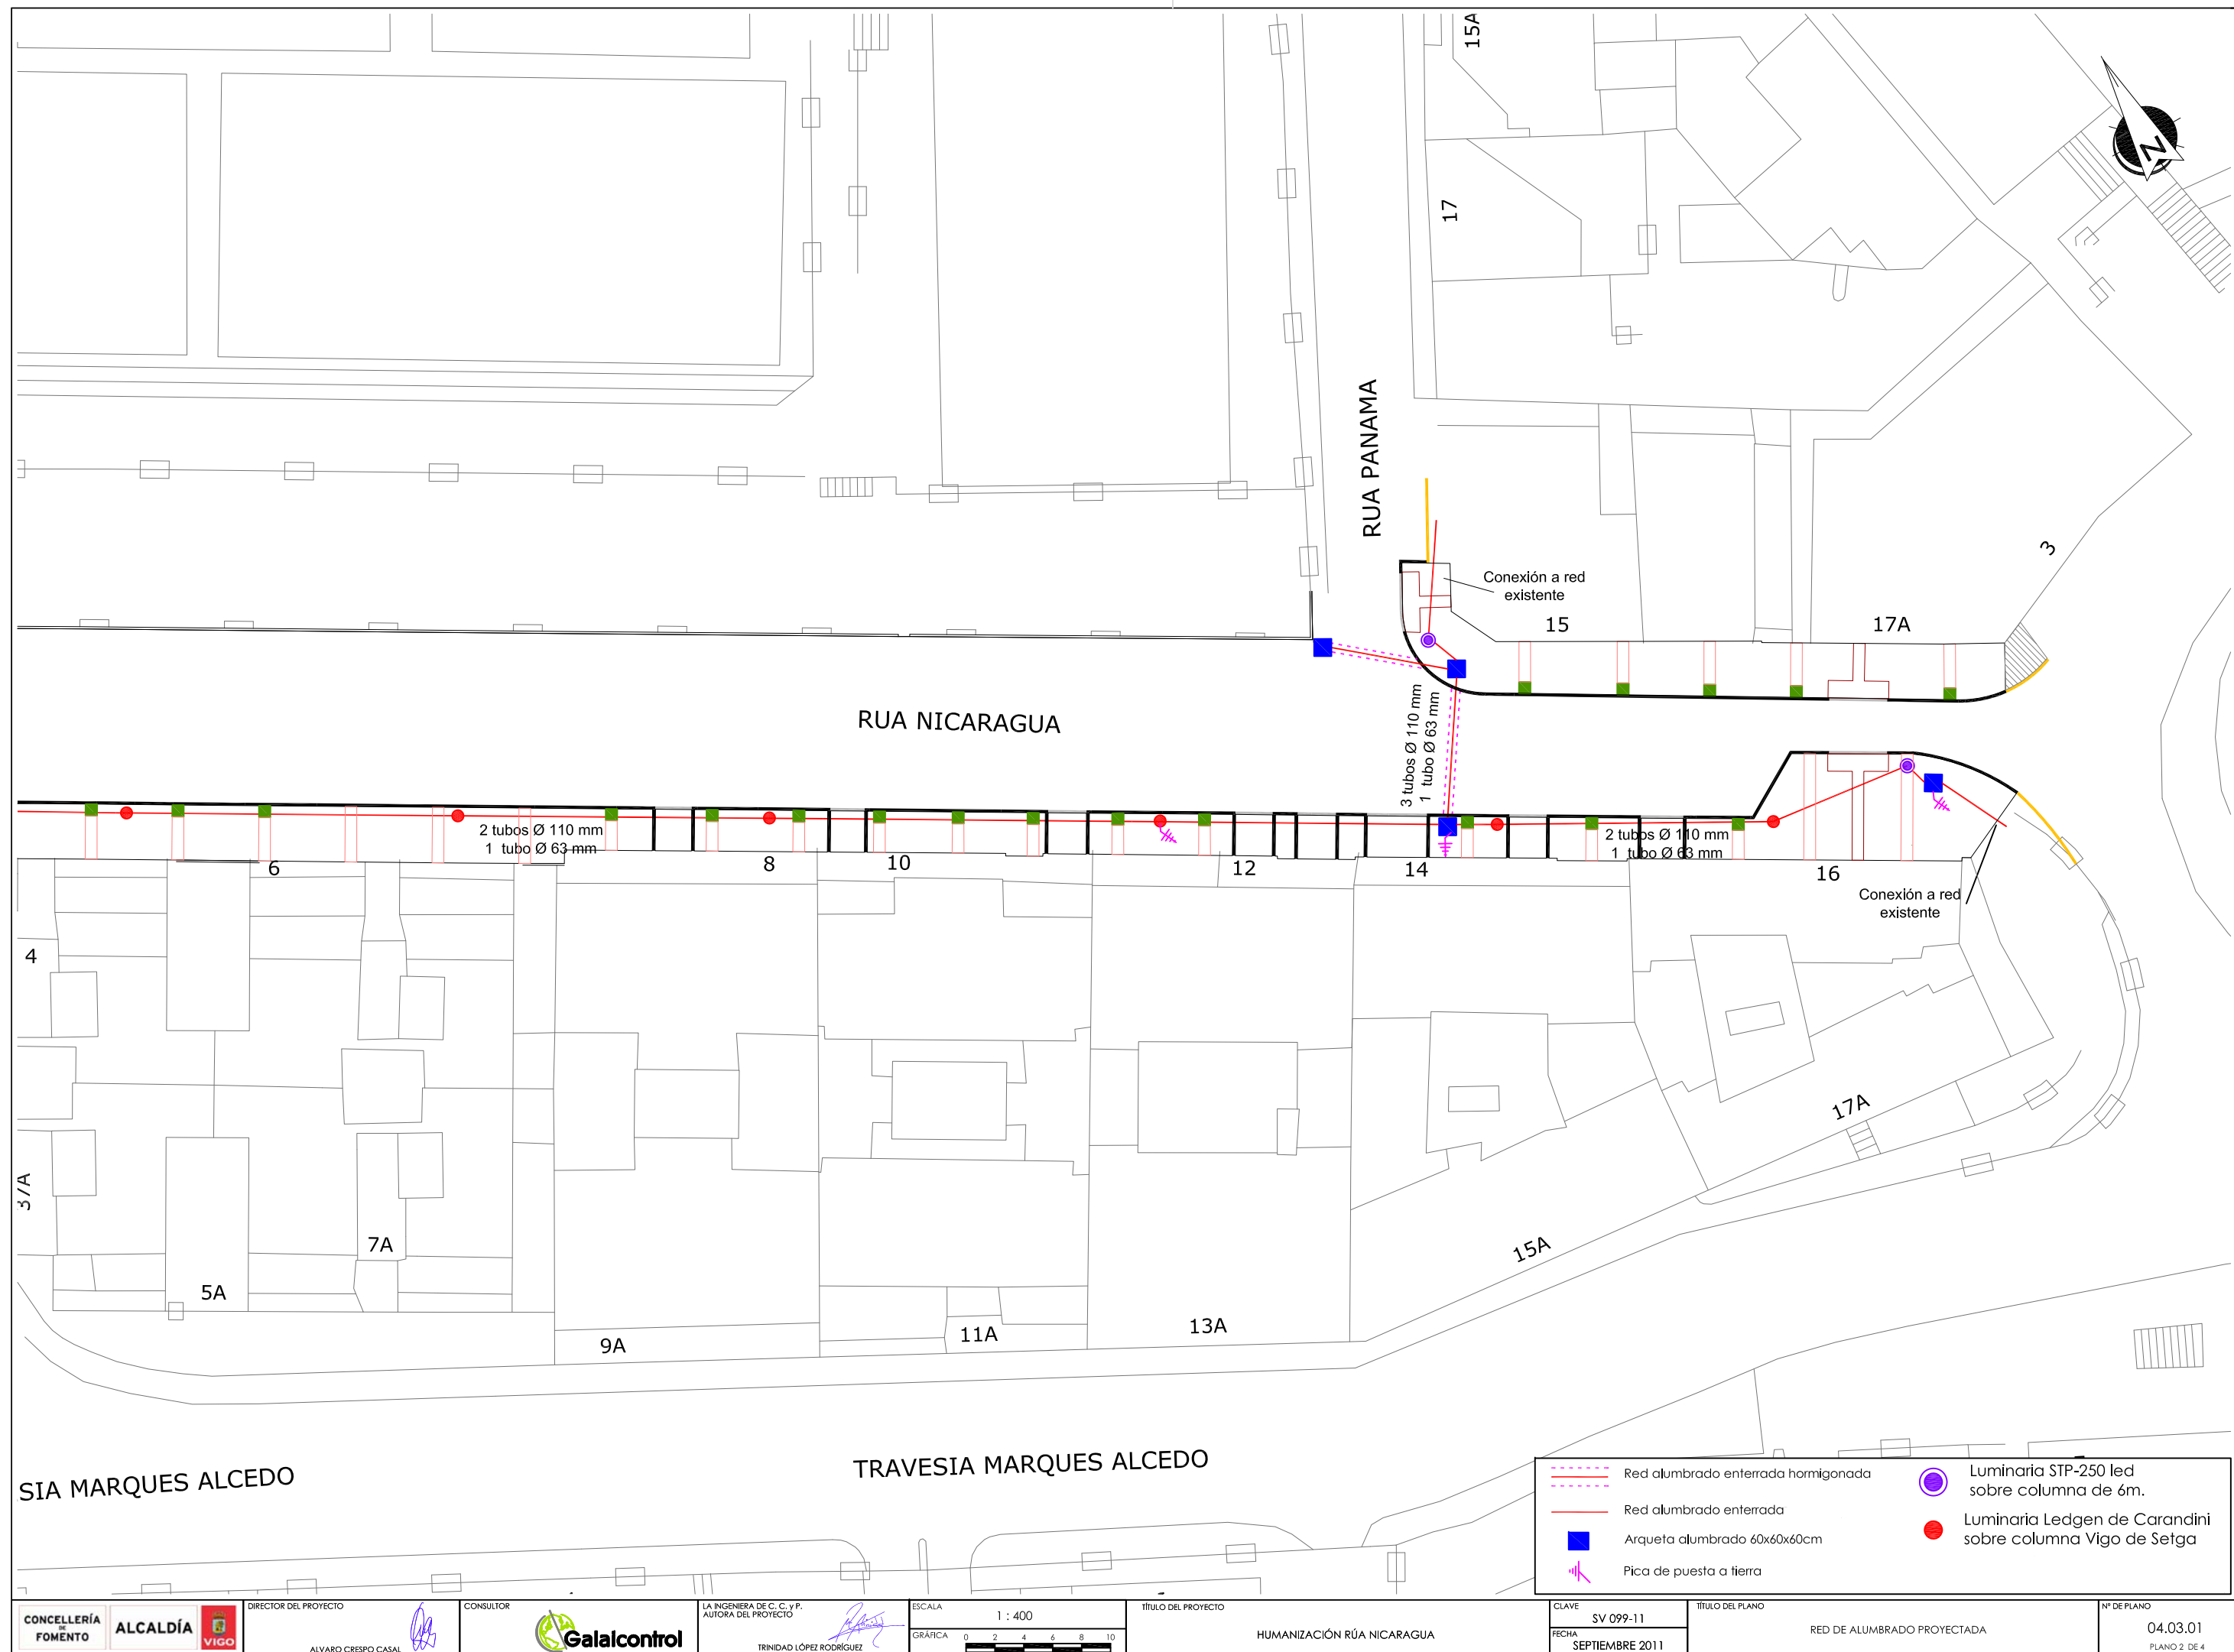 15A
17
RUA PANAMA
N
Conexión a red
existente
15
17A
3
RUA NICARAGUA
3 tubos Ø 110 mm
1 tubo Ø 63 mm
2 tubos Ø 110 mm
1 tubo Ø 63 mm
2 tubos Ø 110 mm
1 tubo Ø 63 mm
6
8
10
12
14
16
Conexión a red
existente
4
37A
7A
5A
9A
11A
13A
15A
17A
SIA MARQUES ALCEDO
TRAVESIA MARQUES ALCEDO
Red alumbrado enterrada hormigonada
Red alumbrado enterrada
Arqueta alumbrado 60x60x60cm
Pica de puesta a tierra
Luminaria STP-250 led
sobre columna de 6m.
Luminaria Ledgen de Carandini
sobre columna Vigo de Setga
CONCELLERÍA
DE
FOMENTO
ALCALDÍA
VIGO
DIRECTOR DEL PROYECTO
ALVARO CRESPO CASAL
CONSULTOR
Galaicontrol
LA INGENIERA DE C. C. y P.
AUTORA DEL PROYECTO
TRINIDAD LÓPEZ RODRÍGUEZ
ESCALA
1 : 400
GRÁFICA 0 2 4 6 8 10
TÍTULO DEL PROYECTO
HUMANIZACIÓN RÚA NICARAGUA
CLAVE
SV 099-11
FECHA
SEPTIEMBRE 2011
TÍTULO DEL PLANO
RED DE ALUMBRADO PROYECTADA
Nº DE PLANO
04.03.01
PLANO 2 DE 4